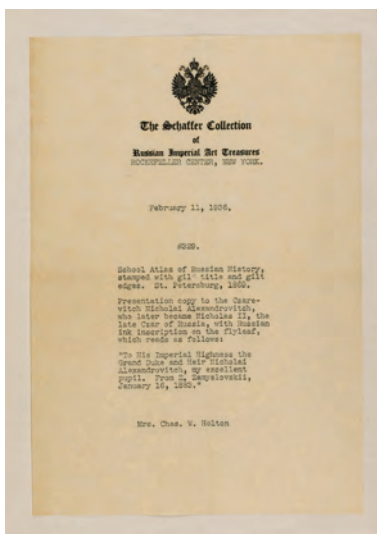 The Schaffer Collection
of
Russian Imperial Art Treasures
ROCKEFELLER CENTER, NEW YORK.
February 11, 1936.
#329.
School Atlas of Russian History,
stamped with gilt title and gilt
edges. St. Petersburg, 1869.
Presentation copy to the Czare-
vitch Nicholai Alexandrovitch,
who later became Nicholas II, the
late Czar of Russia, with Russian
ink inscription on the flyleaf,
which reads as follows:
"To His Imperial Highness the
Grand Duke and Heir Nicholai
Alexandrovitch, my excellent
pupil. From Zamyslovskii,
January 16, 1882."
Mrs. Chas. W. Holton